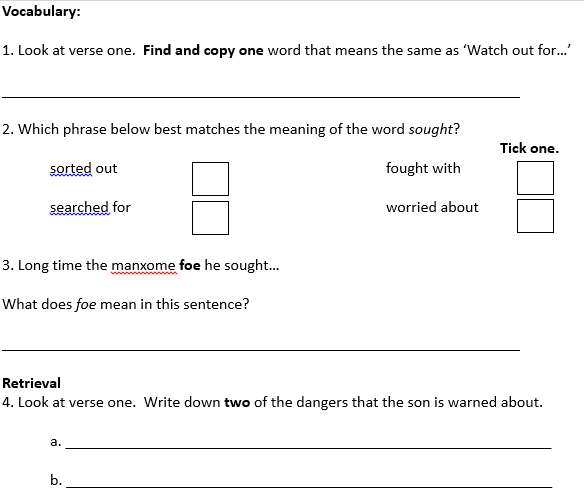 Vocabulary:
1. Look at verse one.  Find and copy one word that means the same as ‘Watch out for…’
2. Which phrase below best matches the meaning of the word sought?
Tick one.
sorted out fought with
searched for worried about
3. Long time the manxome foe he sought…
What does foe mean in this sentence?
Retrieval
4. Look at verse one.  Write down two of the dangers that the son is warned about.
a.
b.